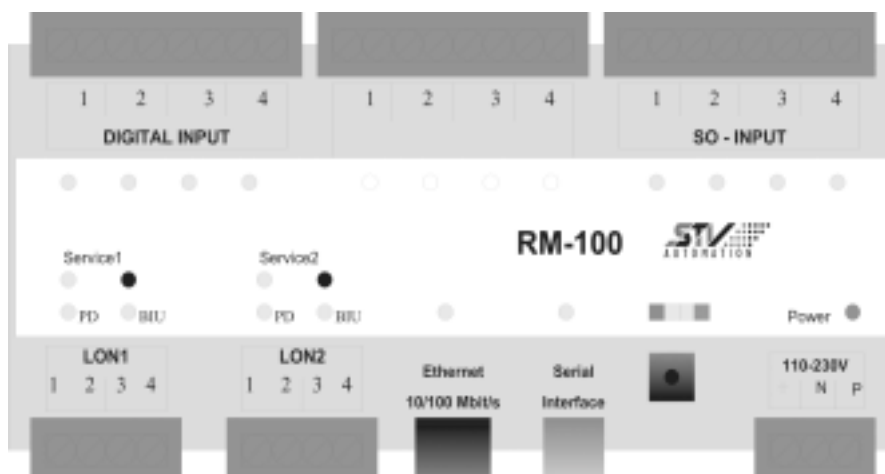 1 2 3 4
DIGITAL INPUT
1 2 3 4
1 2 3 4
SO - INPUT
RM-100
STV
AUTOMATION
Service1
PD BIU
Service2
PD BIU
Power
LON1
1 2 3 4
LON2
1 2 3 4
Ethernet
10/100 Mbit/s
Serial
Interface
110-230V
N P